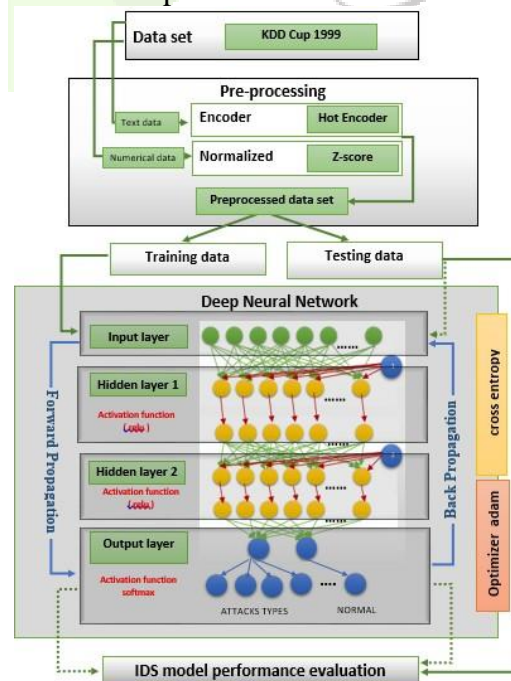 Data set
KDD Cup 1999
Pre-processing
Text data
Encoder
Hot Encoder
Numerical data
Normalized
Z-score
Preprocessed data set
Training data
Testing data
Deep Neural Network
Input layer
......
Hidden layer 1
Activation function
......
......
Hidden layer 2
Activation function
......
......
Output layer
Activation function
softmax
....
ATTACKS TYPES
NORMAL
Forward Propagation
Back Propagation
cross entropy
Optimizer adam
IDS model performance evaluation